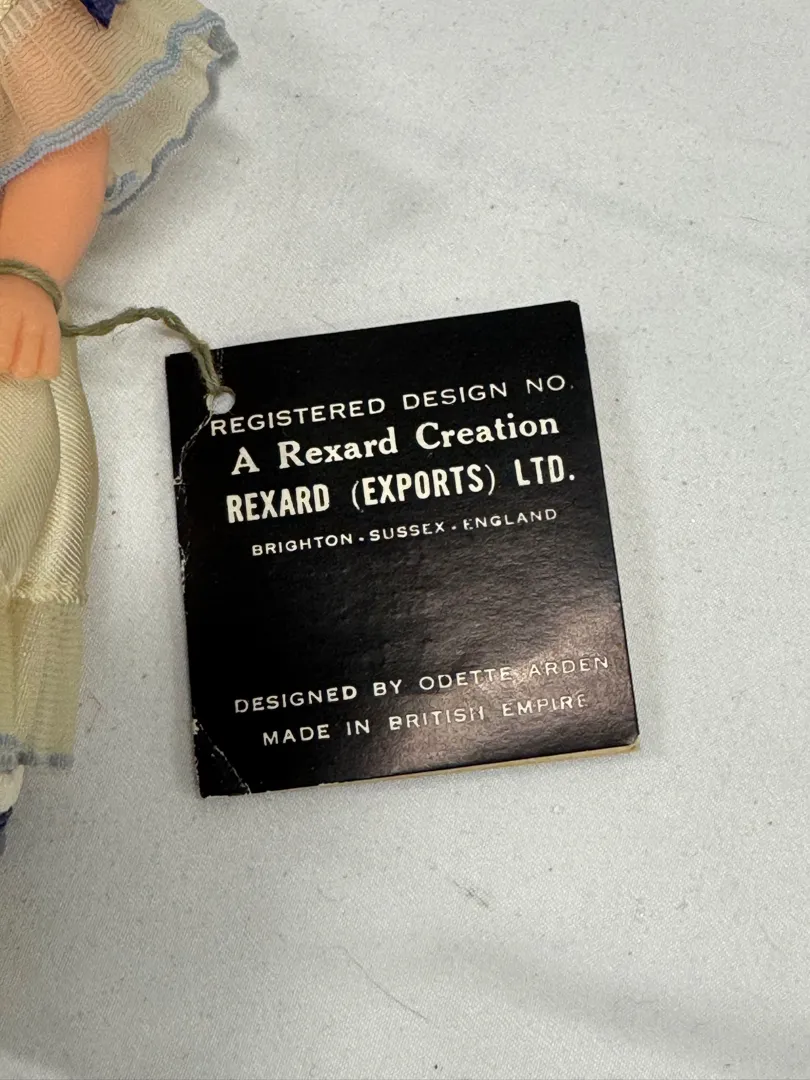 REGISTERED DESIGN NO.
A Rexard Creation
REXARD (EXPORTS) LTD.
BRIGHTON - SUSSEX - ENGLAND
DESIGNED BY ODETTE ARDEN
MADE IN BRITISH EMPIRE